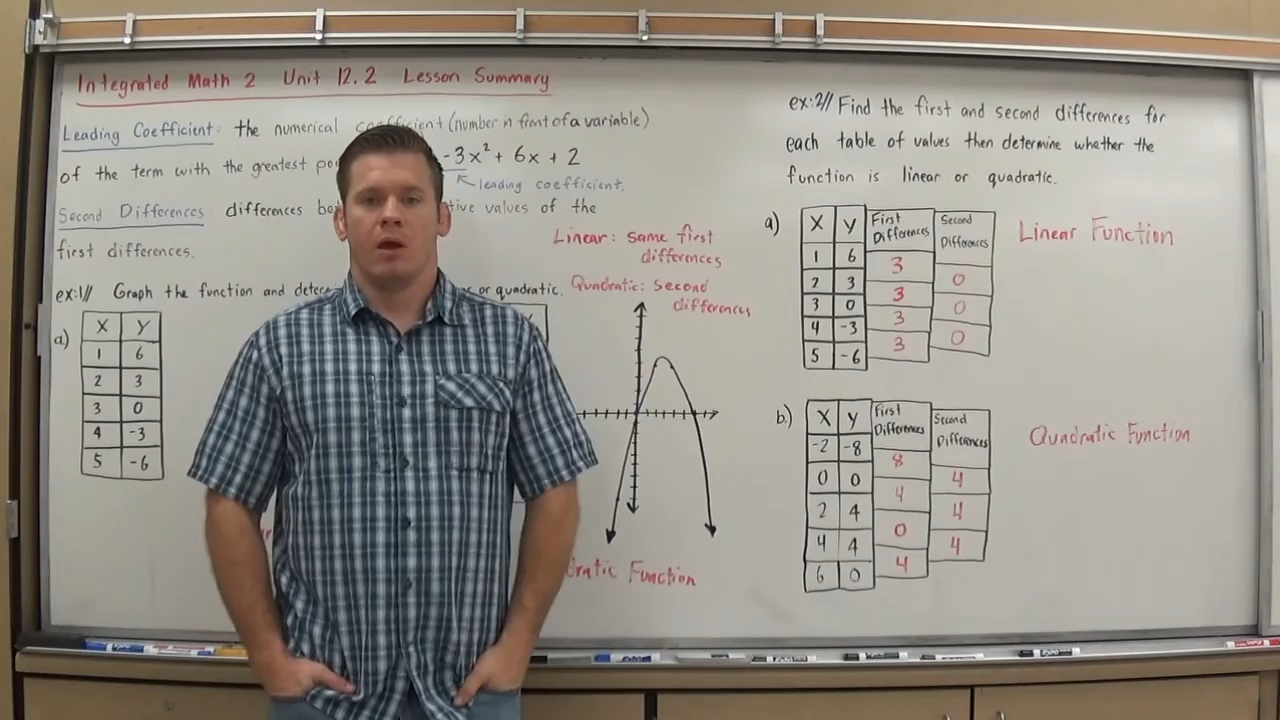 Integrated Math 2 Unit 12.2 Lesson Summary
Leading Coefficient: the numerical coefficient (number in front of a variable)
of the term with the greatest
-3x² + 6x + 2
leading coefficient.
Second Differences: differences values of the
first differences.
Linear: same first
differences
Quadratic: second
differences
ex:1// Graph the function and or quadratic.
a.)
X Y
1 6
2 3
3 0
4 -3
5 -6
Function
ex:2// Find the first and second differences for
each table of values then determine whether the
function is linear or quadratic.
a)
X Y First Differences Second Differences
1 6
3
2 3 0
3
3 0 0
3
4 -3 0
3
5 -6
Linear Function
b.)
X Y First Differences Second Differences
-2 -8
8
0 0 4
4
2 4 4
0
4 4 4
4
6 0
Quadratic Function